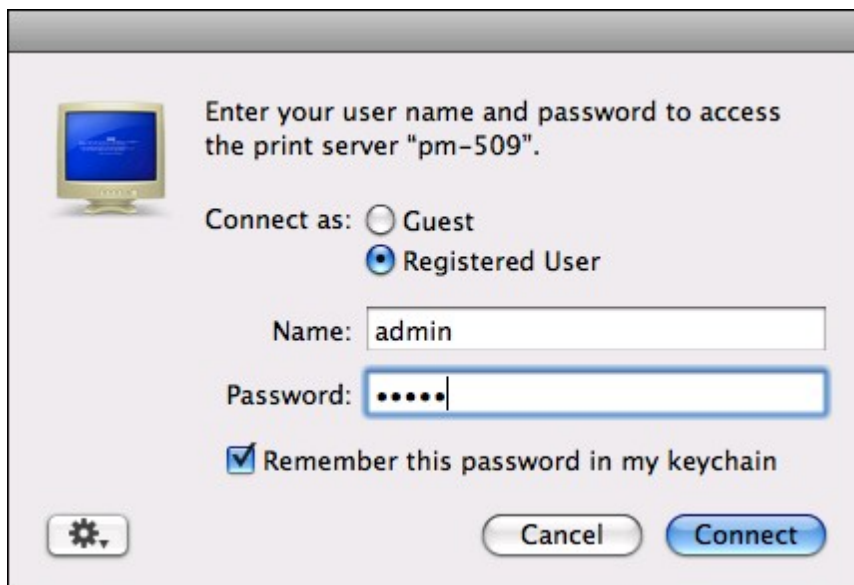 Enter your user name and password to access
the print server “pm-509”.
Connect as: Guest
Registered User
Name: admin
Password: •••••
Remember this password in my keychain
Cancel Connect